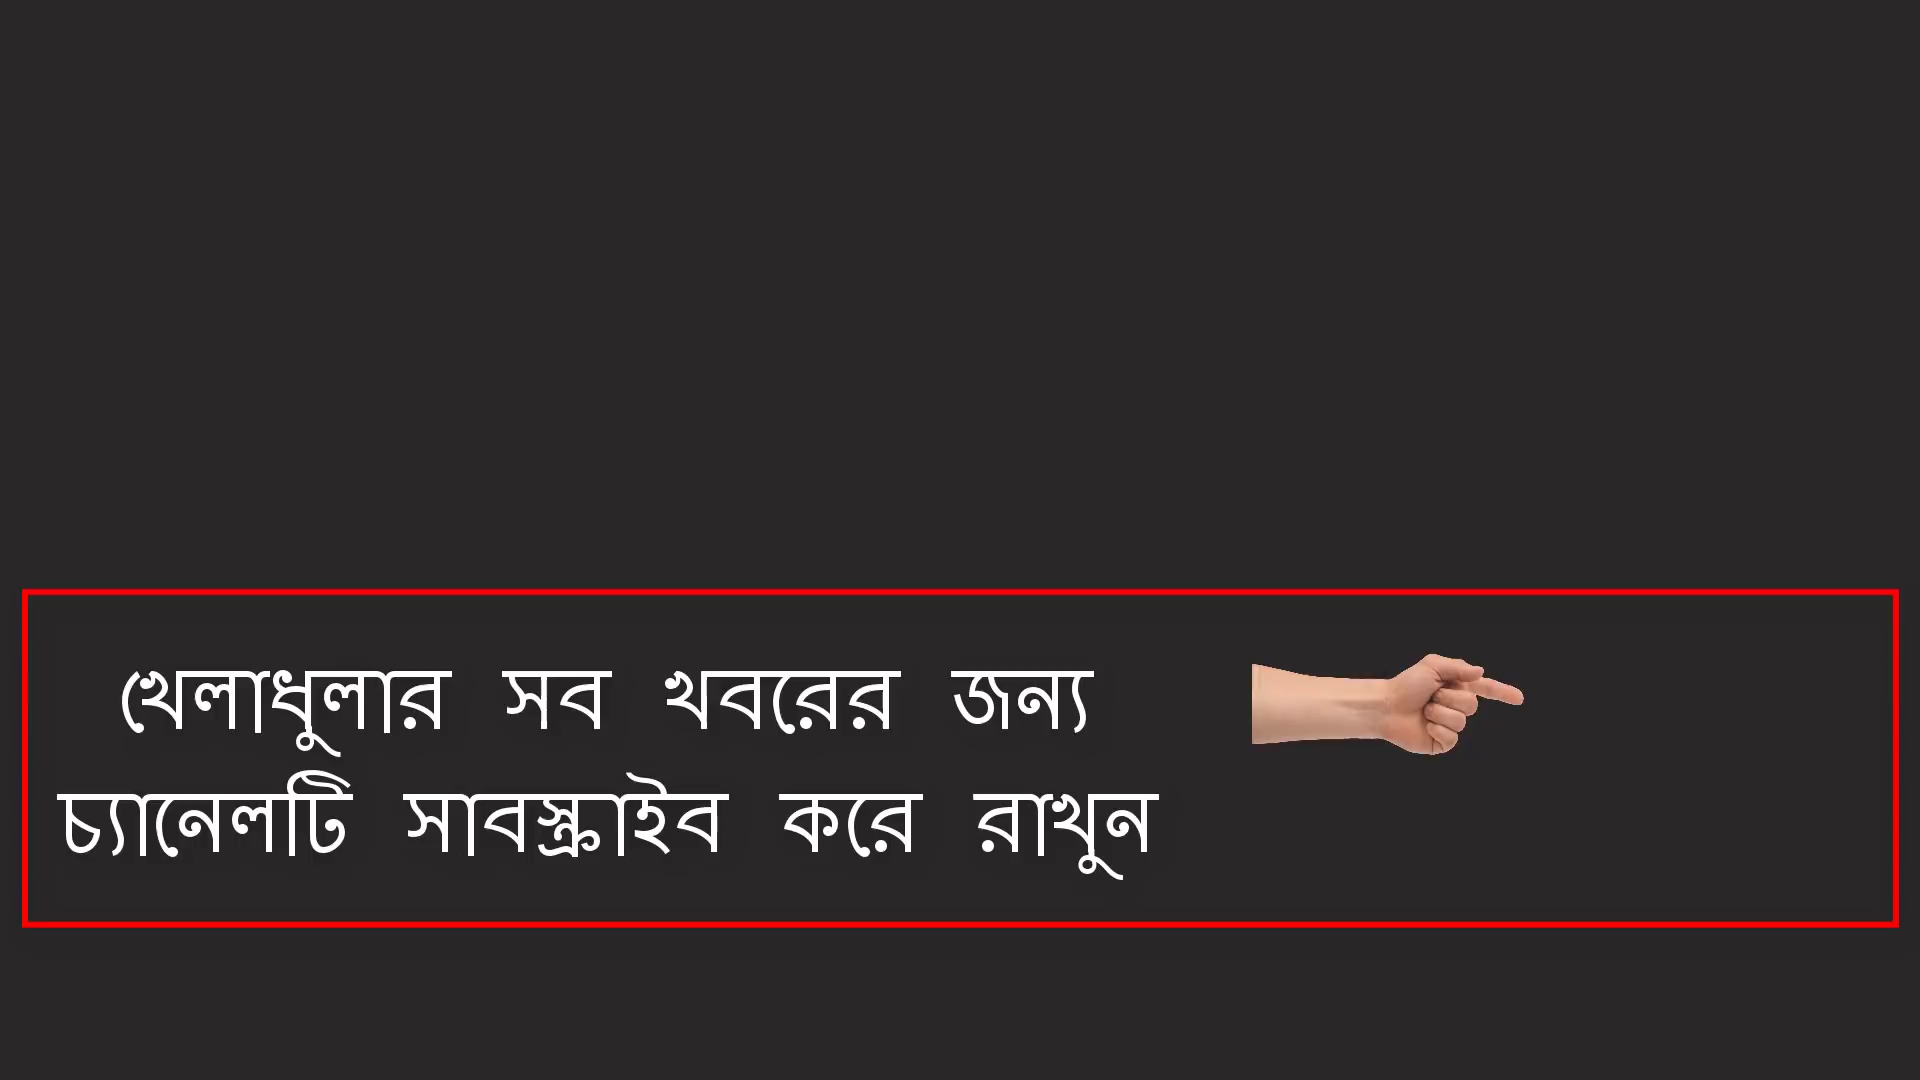 খেলাধুলার সব খবরের জন্য
চ্যানেলটি সাবস্ক্রাইব করে রাখুন